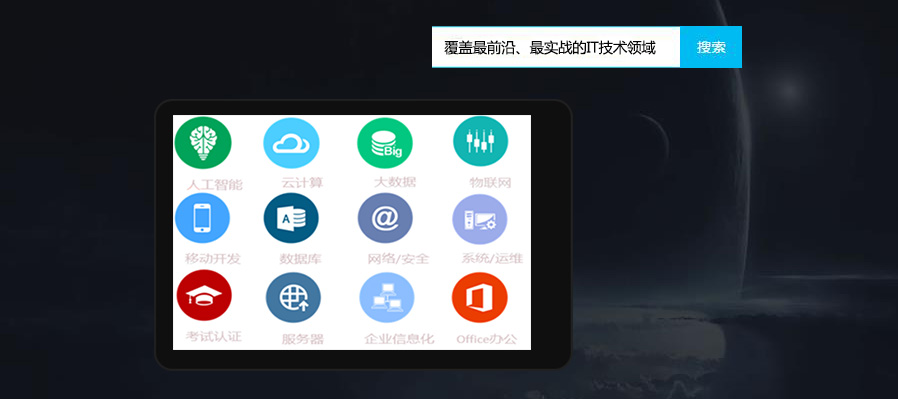 覆盖最前沿、最实战的IT技术领域 搜索
Big
人工智能 云计算 大数据 物联网
A @
移动开发 数据库 网络/安全 系统/运维
考试认证 服务器 企业信息化 Office办公